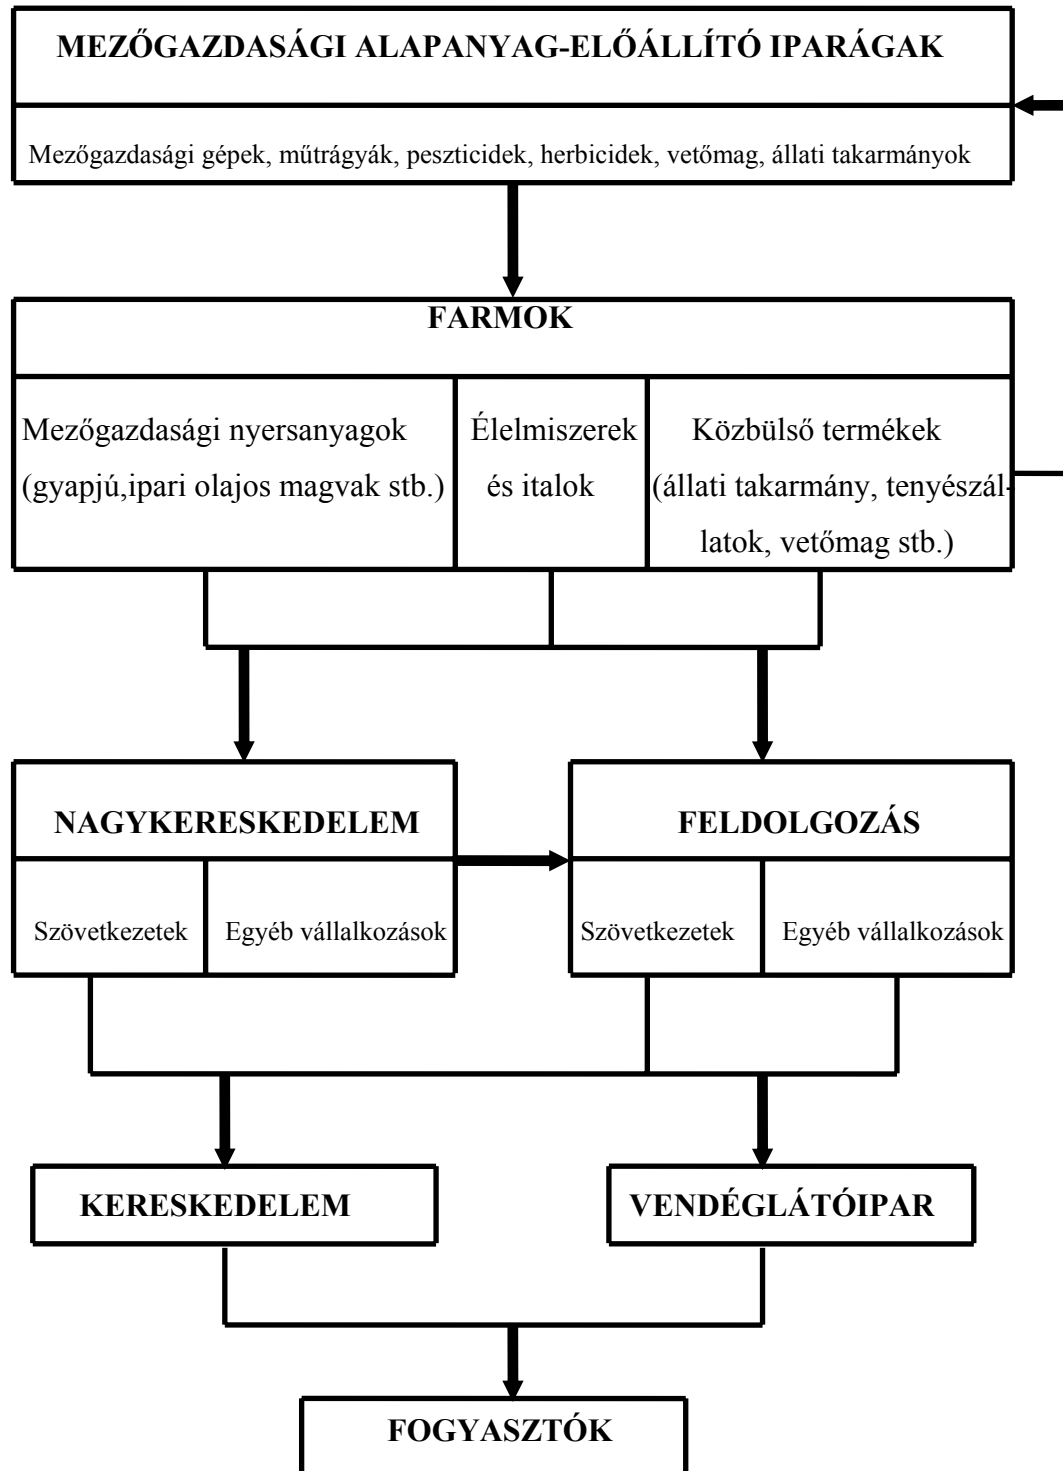 MEZŐGAZDASÁGI ALAPANYAG-ELŐÁLLÍTÓ IPARÁGAK
Mezőgazdasági gépek, műtrágyák, peszticidek, herbicidek, vetőmag, állati takarmányok
FARMOK
Mezőgazdasági nyersanyagok
(gyapjú,ipari olajos magvak stb.)
Élelmiszerek
és italok
Közbülső termékek
(állati takarmány, tenyészál-
latok, vetőmag stb.)
NAGYKERESKEDELEM
Szövetkezetek
Egyéb vállalkozások
FELDOLGOZÁS
Szövetkezetek
Egyéb vállalkozások
KERESKEDELEM
VENDÉGLÁTÓIPAR
FOGYASZTÓK